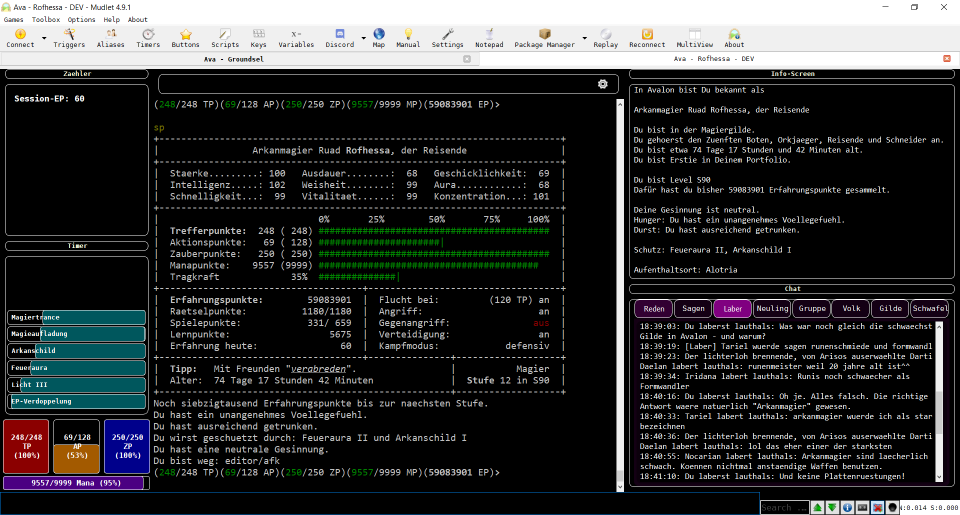 Ava - Rofhessa - DEV - Mudlet 4.9.1
Games Toolbox Options Help About
Connect Triggers Aliases Timers Buttons Scripts Keys Variables Discord Map Manual Settings Notepad Package Manager Replay Reconnect MultiView About
Ava - Groundsel
Ava - Rofhessa - DEV
Zaehler
Session-EP: 60
Timer
Magiertrance
Magieaufladung
Arkanschild
Feueraura
Licht III
EP-Verdoppelung
248/248
TP
(100%)
69/128
AP
(53%)
250/250
ZP
(100%)
9557/9999 Mana (95%)
(248/248 TP)(69/128 AP)(250/250 ZP)(9557/9999 MP)(59083901 EP)>
sp
Arkanmagier Ruad Rofhessa, der Reisende
Staerke.........: 100 Ausdauer........: 68 Geschicklichkeit: 69
Intelligenz.....: 102 Weisheit........: 99 Aura............: 68
Schnelligkeit...: 99 Vitalitaet......: 99 Konzentration...: 101
0% 25% 50% 75% 100%
Trefferpunkte: 248 ( 248) ############################################
Aktionspunkte: 69 ( 128)
Zauberpunkte: 250 ( 250)
Manapunkte: 9557 (9999)
Tragkraft 35%
Erfahrungspunkte: 59083901 | Flucht bei: (120 TP) an
Raetselpunkte: 1180/1180 | Angriff: an
Spielepunkte: 331/ 659 | Gegenangriff: aus
Lernpunkte: 5675 | Verteidigung: an
Erfahrung heute: 60 | Kampfmodus: defensiv
Tipp: Mit Freunden "verabreden". | Magier
Alter: 74 Tage 17 Stunden 42 Minuten | Stufe 12 in S90
Noch siebzigtausend Erfahrungspunkte bis zur naechsten Stufe.
Du hast ein unangenehmes Voellegefuehl.
Du hast ausreichend getrunken.
Du wirst geschuetzt durch: Feueraura II und Arkanschild I
Du hast eine neutrale Gesinnung.
Du bist weg: editor/afk
(248/248 TP)(69/128 AP)(250/250 ZP)(9557/9999 MP)(59083901 EP)>
Info-Screen
In Avalon bist Du bekannt als
Arkanmagier Ruad Rofhessa, der Reisende
Du bist in der Magiergilde.
Du gehoerst den Zuenften Boten, Orkjaeger, Reisende und Schneider an.
Du bist etwa 74 Tage 17 Stunden und 42 Minuten alt.
Du bist Erstie in Deinem Portfolio.
Du bist Level S90
Dafür hast du bisher 59083901 Erfahrungspunkte gesammelt.
Deine Gesinnung ist neutral.
Hunger: Du hast ein unangenehmes Voellegefuehl.
Durst: Du hast ausreichend getrunken.
Schutz: Feueraura II, Arkanschild I
Aufenthaltsort: Alotria
Chat
Reden Sagen Laber Neuling Gruppe Volk Gilde Schwafel
18:39:03: Du laberst lauthals: Was war noch gleich die schwaechst
Gilde in Avalon - und warum?
18:39:19: [Labor] Tariel wuerde sagen runenschmiede und formwandl
18:39:23: Der lichterloh brennende, von Arisos auserwaehlte Darti
Daelan labert lauthals: runenmeister weil 20 jahre alt ist^^
18:39:34: Iridana labert lauthals: Runis noch schwaecher als
Formwandler
18:40:16: Du laberst lauthals: Oh je. Alles falsch. Die richtige
Antwort waere natuerlich "Arkanmagier" gewesen.
18:40:33: Tariel labert lauthals: arkanmagier wuerde ich als star
bezeichnen
18:40:36: Der lichterloh brennende, von Arisos auserwaehlte Darti
Daelan labert lauthals: lol das eher einer der starksten
18:40:55: Nocarian labert lauthals: Arkanmagier sind laecherlich
schwach. Koennen nichtmal anstaendige Waffen benutzen.
18:41:10: Du laberst lauthals: Und keine Plattenruestungen!
Search ...
N:0.014 S:0.000